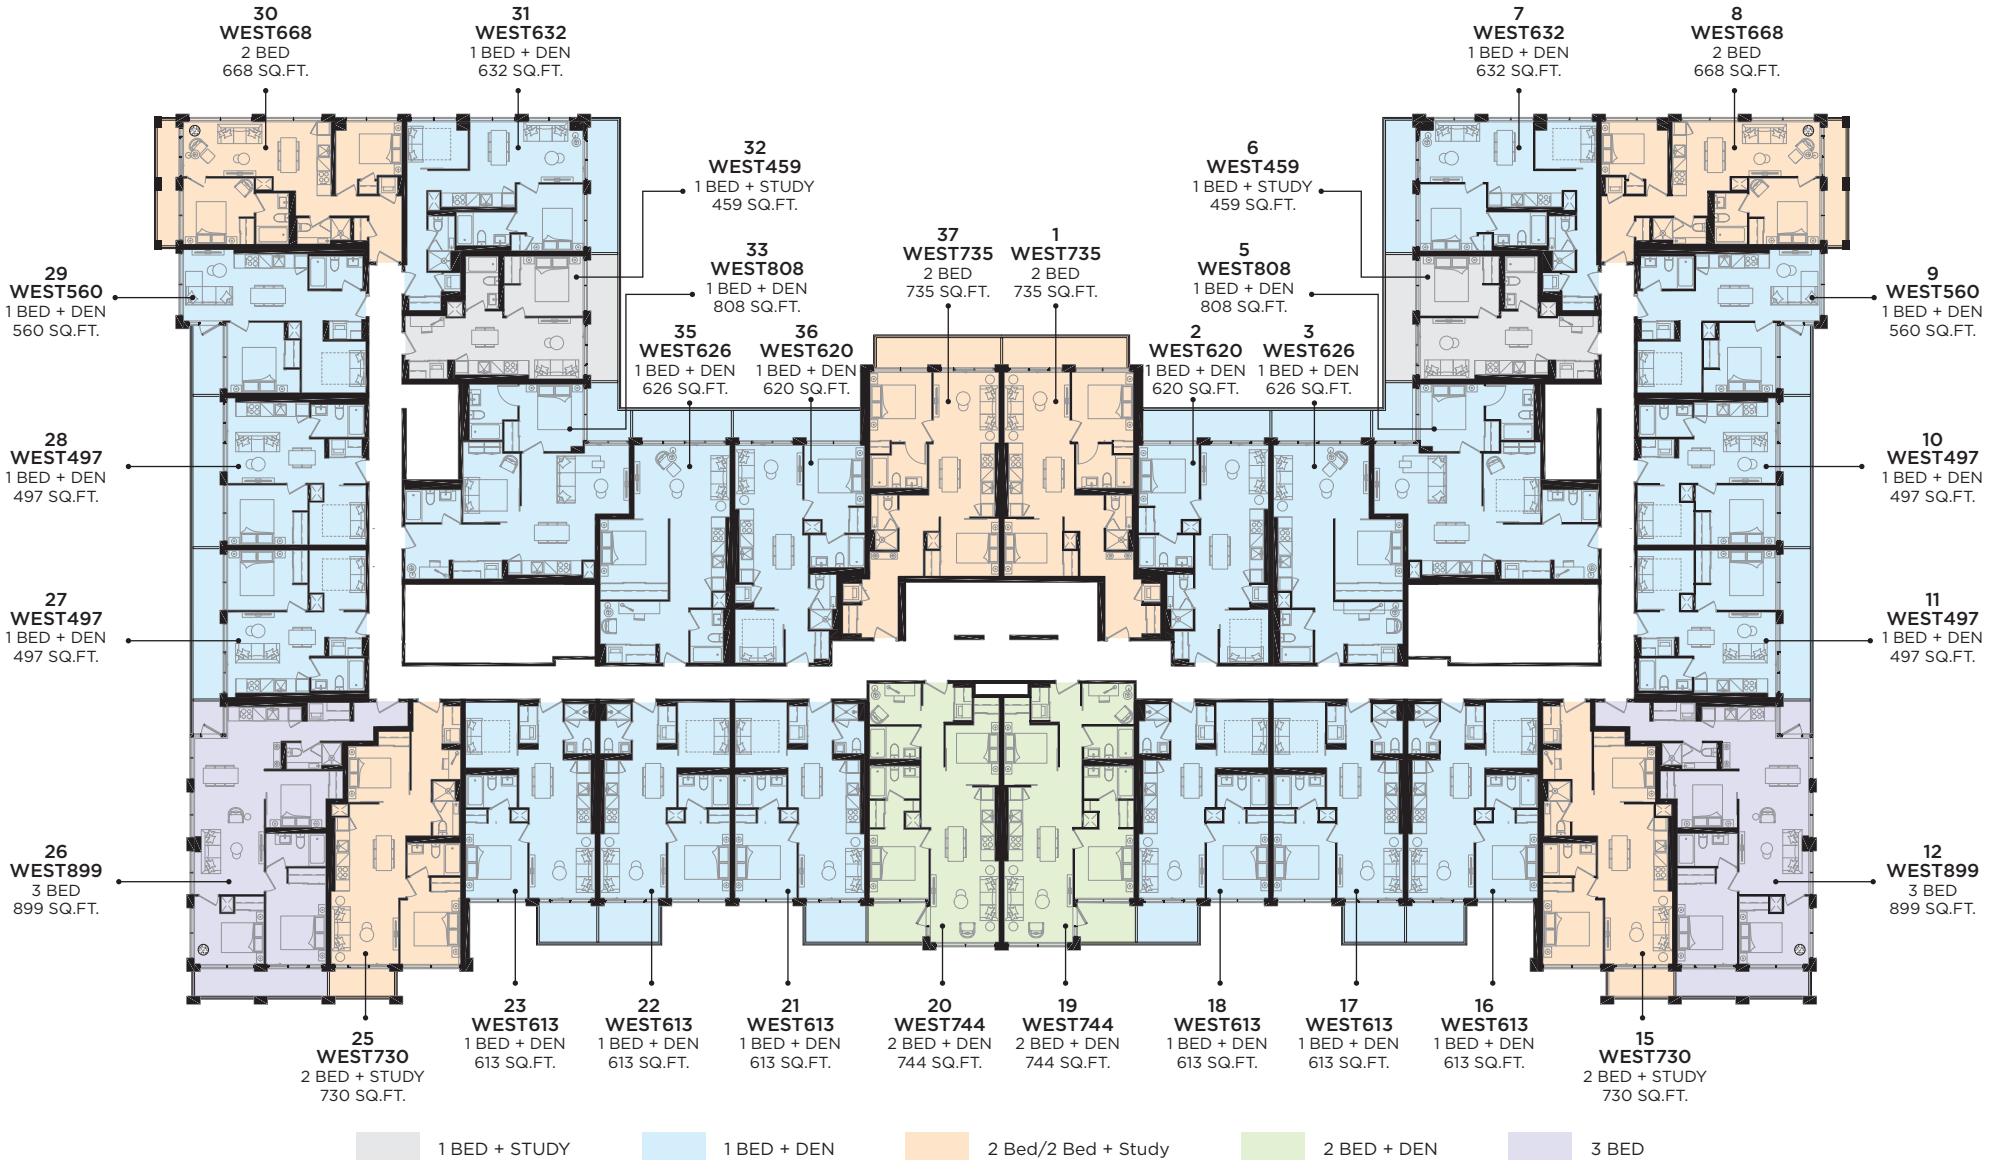 30
WEST668
2 BED
668 SQ.FT.
31
WEST632
1 BED + DEN
632 SQ.FT.
7
WEST632
1 BED + DEN
632 SQ.FT.
8
WEST668
2 BED
668 SQ.FT.
32
WEST459
1 BED + STUDY
459 SQ.FT.
6
WEST459
1 BED + STUDY
459 SQ.FT.
33
WEST808
1 BED + DEN
808 SQ.FT.
37
WEST735
2 BED
735 SQ.FT.
1
WEST735
2 BED
735 SQ.FT.
5
WEST808
1 BED + DEN
808 SQ.FT.
29
WEST560
1 BED + DEN
560 SQ.FT.
9
WEST560
1 BED + DEN
560 SQ.FT.
35
WEST626
1 BED + DEN
626 SQ.FT.
36
WEST620
1 BED + DEN
620 SQ.FT.
2
WEST620
1 BED + DEN
620 SQ.FT.
3
WEST626
1 BED + DEN
626 SQ.FT.
28
WEST497
1 BED + DEN
497 SQ.FT.
10
WEST497
1 BED + DEN
497 SQ.FT.
27
WEST497
1 BED + DEN
497 SQ.FT.
11
WEST497
1 BED + DEN
497 SQ.FT.
26
WEST899
3 BED
899 SQ.FT.
12
WEST899
3 BED
899 SQ.FT.
25
WEST730
2 BED + STUDY
730 SQ.FT.
23
WEST613
1 BED + DEN
613 SQ.FT.
22
WEST613
1 BED + DEN
613 SQ.FT.
21
WEST613
1 BED + DEN
613 SQ.FT.
20
WEST744
2 BED + DEN
744 SQ.FT.
19
WEST744
2 BED + DEN
744 SQ.FT.
18
WEST613
1 BED + DEN
613 SQ.FT.
17
WEST613
1 BED + DEN
613 SQ.FT.
16
WEST613
1 BED + DEN
613 SQ.FT.
15
WEST730
2 BED + STUDY
730 SQ.FT.
1 BED + STUDY
1 BED + DEN
2 Bed/2 Bed + Study
2 BED + DEN
3 BED